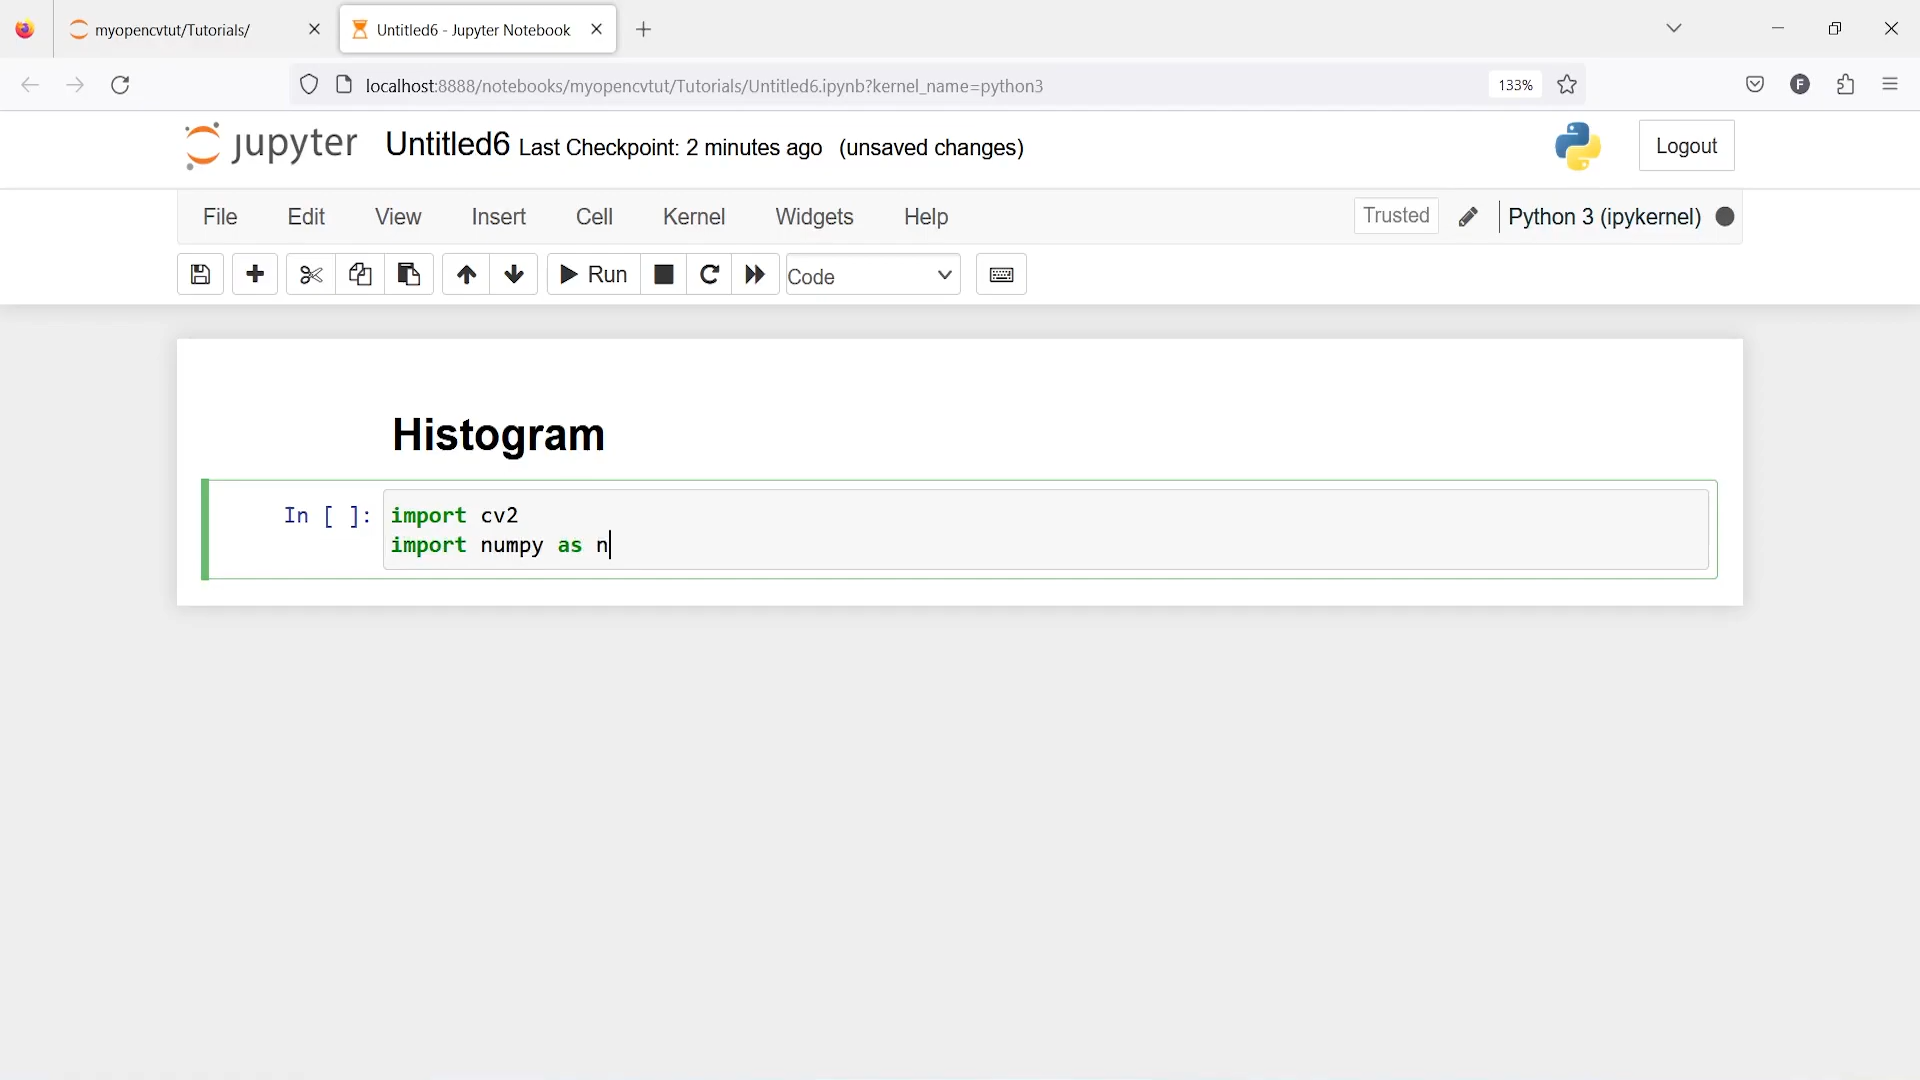 myopencvtut/Tutorials/
Untitled6 - Jupyter Notebook
localhost:8888/notebooks/myopencvtut/Tutorials/Untitled6.ipynb?kernel_name=python3
133%
F
jupyter Untitled6 Last Checkpoint: 2 minutes ago (unsaved changes)
Logout
File Edit View Insert Cell Kernel Widgets Help
Trusted
Python 3 (ipykernel)
Run
Code
Histogram
In [ ]: import cv2
import numpy as n